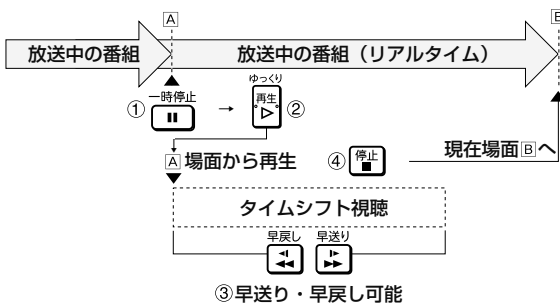 A
B
放送中の番組
放送中の番組（リアルタイム）
ゆっくり
一時停止
再生
①
→
②
A 場面から再生
④
停止
現在場面Bへ
タイムシフト視聴
早戻し
早送り
③早送り・早戻し可能